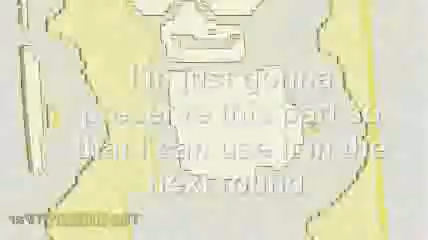 I'm just gonna
preserve this part so
that I can use it in the
next round